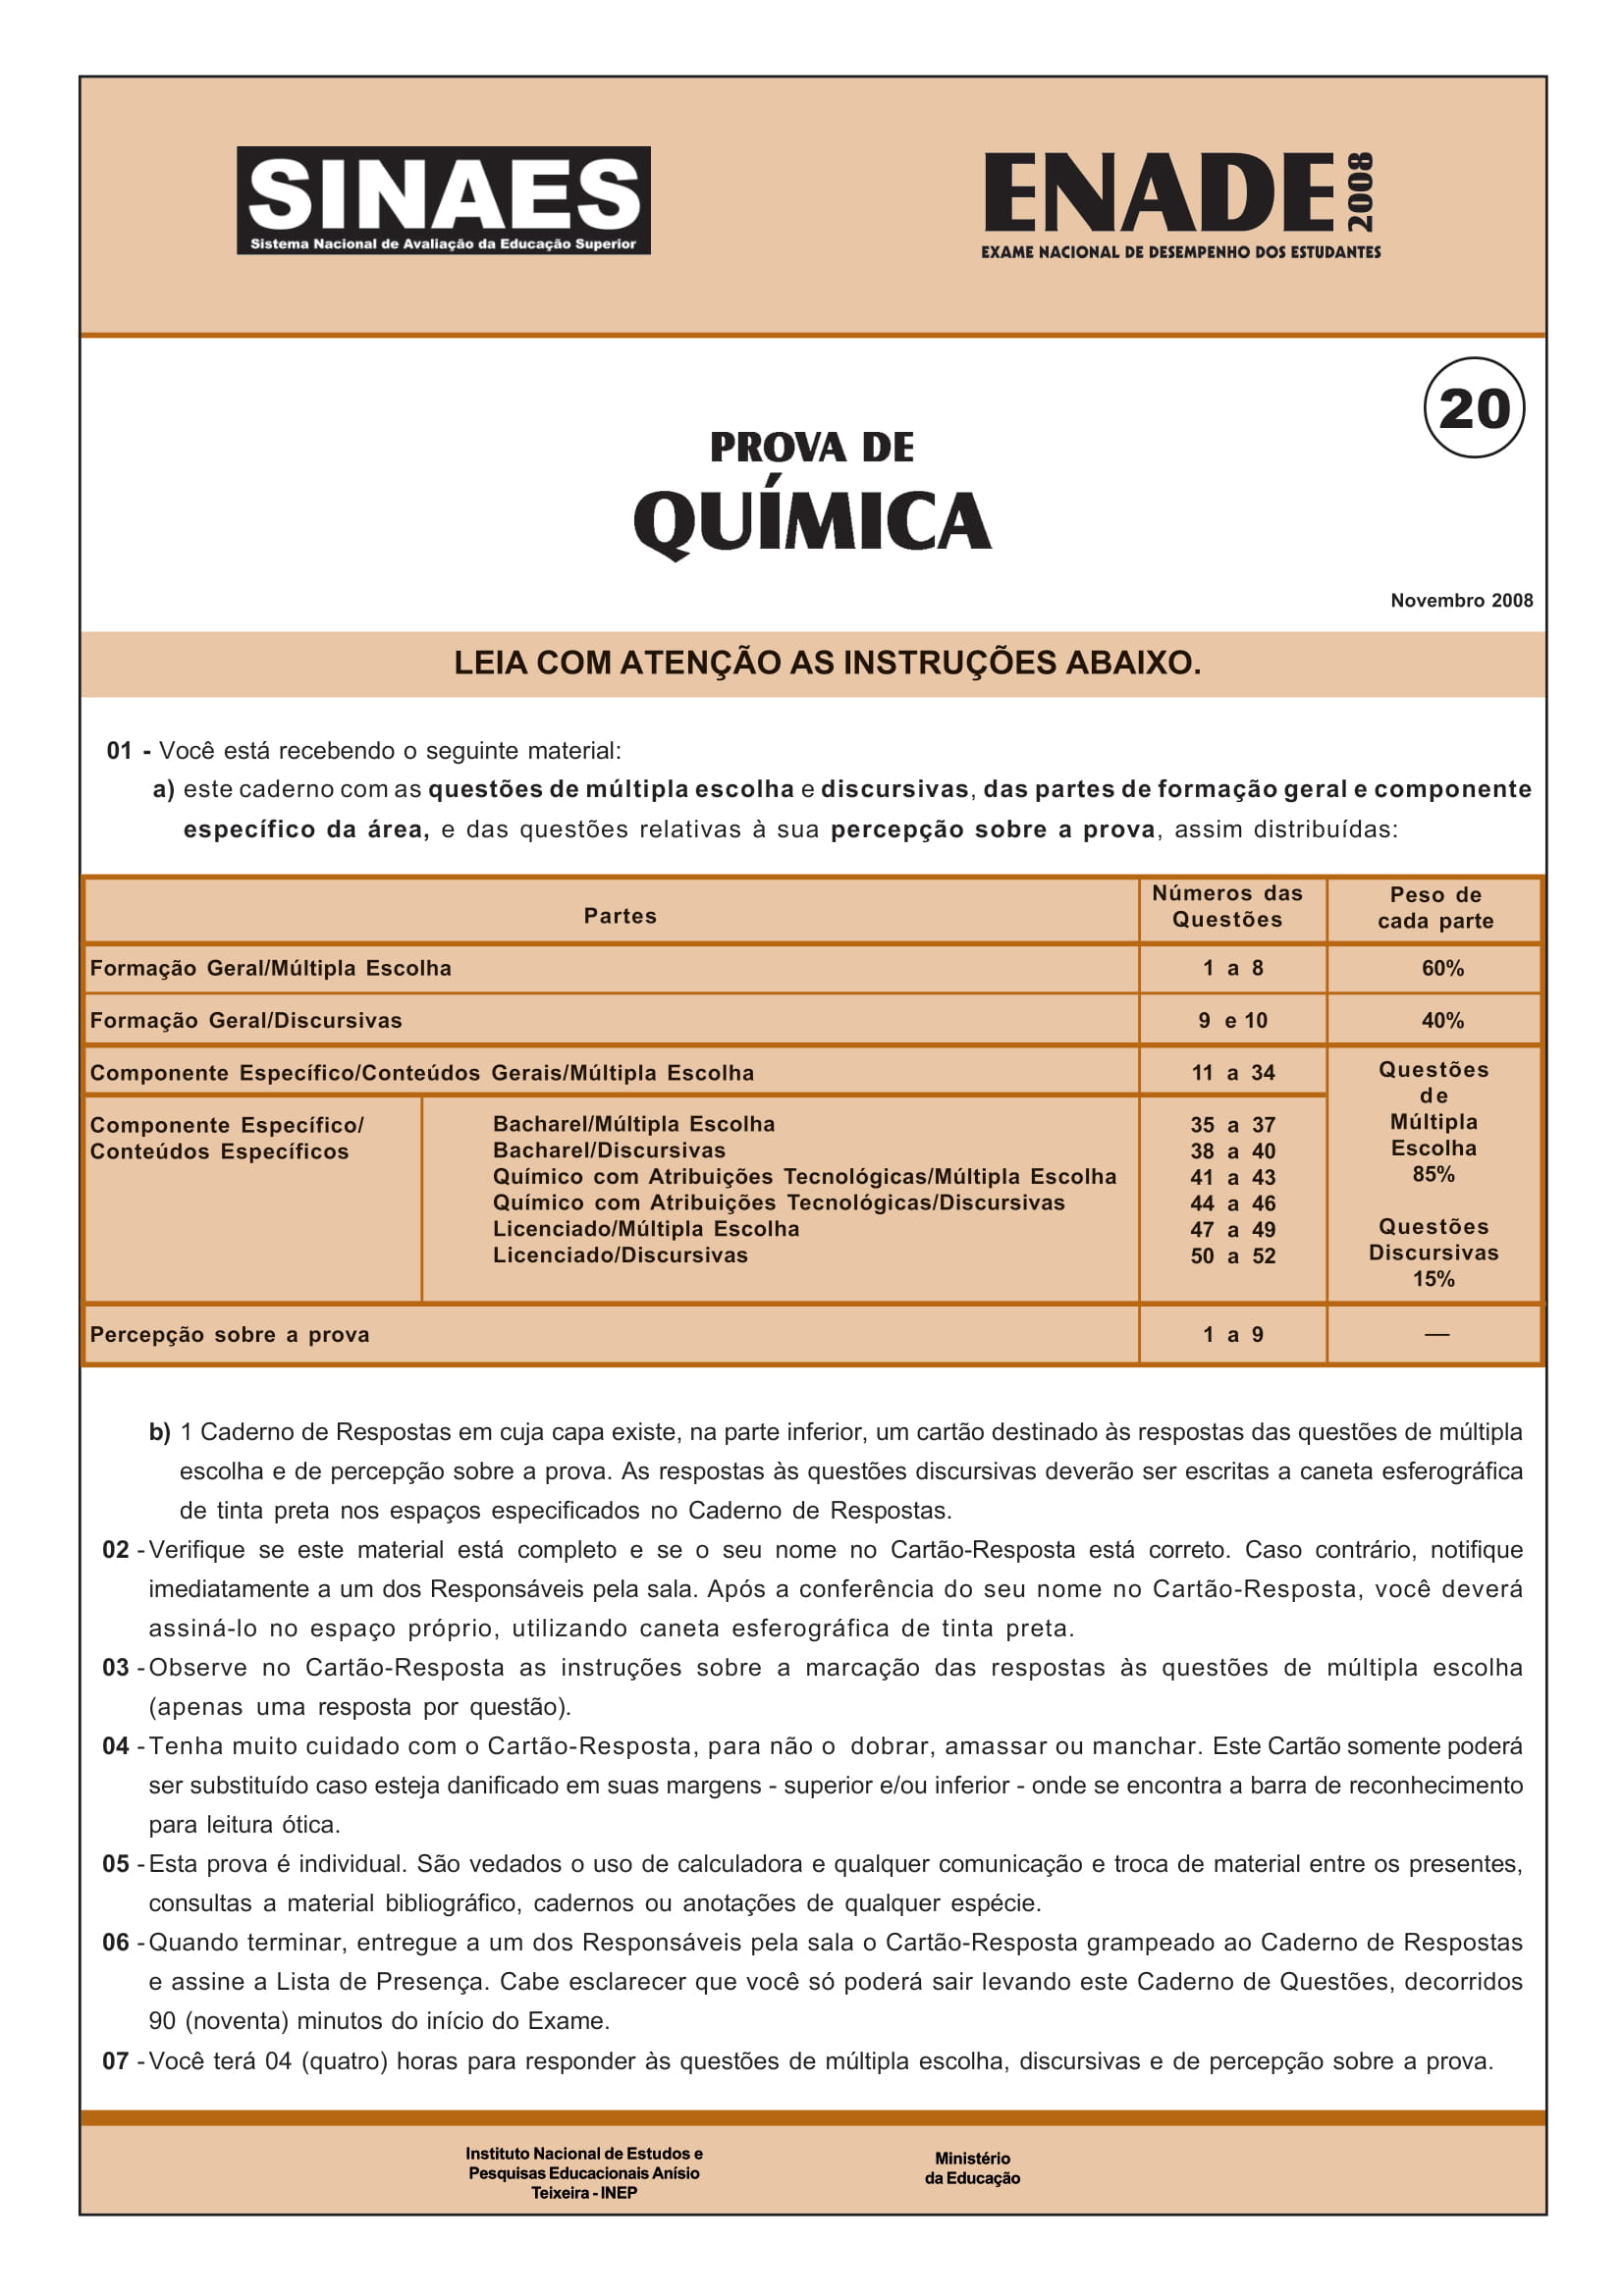 SINAES
Sistema Nacional de Avaliação da Educação Superior
ENADE 2008
EXAME NACIONAL DE DESEMPENHO DOS ESTUDANTES
20
PROVA DE
QUÍMICA
Novembro 2008
LEIA COM ATENÇÃO AS INSTRUÇÕES ABAIXO.
01 - Você está recebendo o seguinte material:
a) este caderno com as questões de múltipla escolha e discursivas, das partes de formação geral e componente
específico da área, e das questões relativas à sua percepção sobre a prova, assim distribuídas:
Partes
Números das
Questões
Peso de
cada parte
Formação Geral/Múltipla Escolha
1 a 8
60%
Formação Geral/Discursivas
9 e 10
40%
Componente Específico/Conteúdos Gerais/Múltipla Escolha
11 a 34
Componente Específico/
Conteúdos Específicos
Bacharel/Múltipla Escolha
35 a 37
Bacharel/Discursivas
38 a 40
Químico com Atribuições Tecnológicas/Múltipla Escolha
41 a 43
Químico com Atribuições Tecnológicas/Discursivas
44 a 46
Licenciado/Múltipla Escolha
47 a 49
Licenciado/Discursivas
50 a 52
Questões
de
Múltipla
Escolha
85%
Questões
Discursivas
15%
Percepção sobre a prova
1 a 9
—
b) 1 Caderno de Respostas em cuja capa existe, na parte inferior, um cartão destinado às respostas das questões de múltipla
escolha e de percepção sobre a prova. As respostas às questões discursivas deverão ser escritas a caneta esferográfica
de tinta preta nos espaços especificados no Caderno de Respostas.
02 - Verifique se este material está completo e se o seu nome no Cartão-Resposta está correto. Caso contrário, notifique
imediatamente a um dos Responsáveis pela sala. Após a conferência do seu nome no Cartão-Resposta, você deverá
assiná-lo no espaço próprio, utilizando caneta esferográfica de tinta preta.
03 - Observe no Cartão-Resposta as instruções sobre a marcação das respostas às questões de múltipla escolha
(apenas uma resposta por questão).
04 - Tenha muito cuidado com o Cartão-Resposta, para não o dobrar, amassar ou manchar. Este Cartão somente poderá
ser substituído caso esteja danificado em suas margens - superior e/ou inferior - onde se encontra a barra de reconhecimento
para leitura ótica.
05 - Esta prova é individual. São vedados o uso de calculadora e qualquer comunicação e troca de material entre os presentes,
consultas a material bibliográfico, cadernos ou anotações de qualquer espécie.
06 - Quando terminar, entregue a um dos Responsáveis pela sala o Cartão-Resposta grampeado ao Caderno de Respostas
e assine a Lista de Presença. Cabe esclarecer que você só poderá sair levando este Caderno de Questões, decorridos
90 (noventa) minutos do início do Exame.
07 - Você terá 04 (quatro) horas para responder às questões de múltipla escolha, discursivas e de percepção sobre a prova.
Instituto Nacional de Estudos e
Pesquisas Educacionais Anísio
Teixeira - INEP
Ministério
da Educação